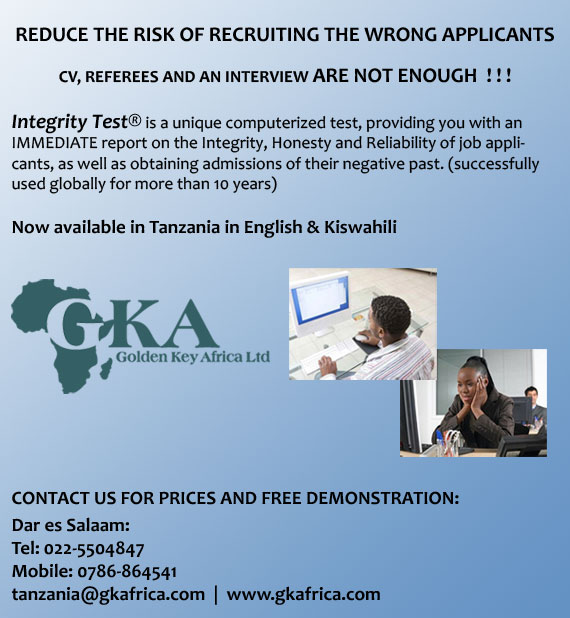 REDUCE THE RISK OF RECRUITING THE WRONG APPLICANTS
CV, REFEREES AND AN INTERVIEW ARE NOT ENOUGH !!!
Integrity Test® is a unique computerized test, providing you with an
IMMEDIATE report on the Integrity, Honesty and Reliability of job appli-
cants, as well as obtaining admissions of their negative past. (successfully
used globally for more than 10 years)
Now available in Tanzania in English & Kiswahili
GKA
Golden Key Africa Ltd
CONTACT US FOR PRICES AND FREE DEMONSTRATION:
Dar es Salaam:
Tel: 022-5504847
Mobile: 0786-864541
tanzania@gkafrica.com | www.gkafrica.com